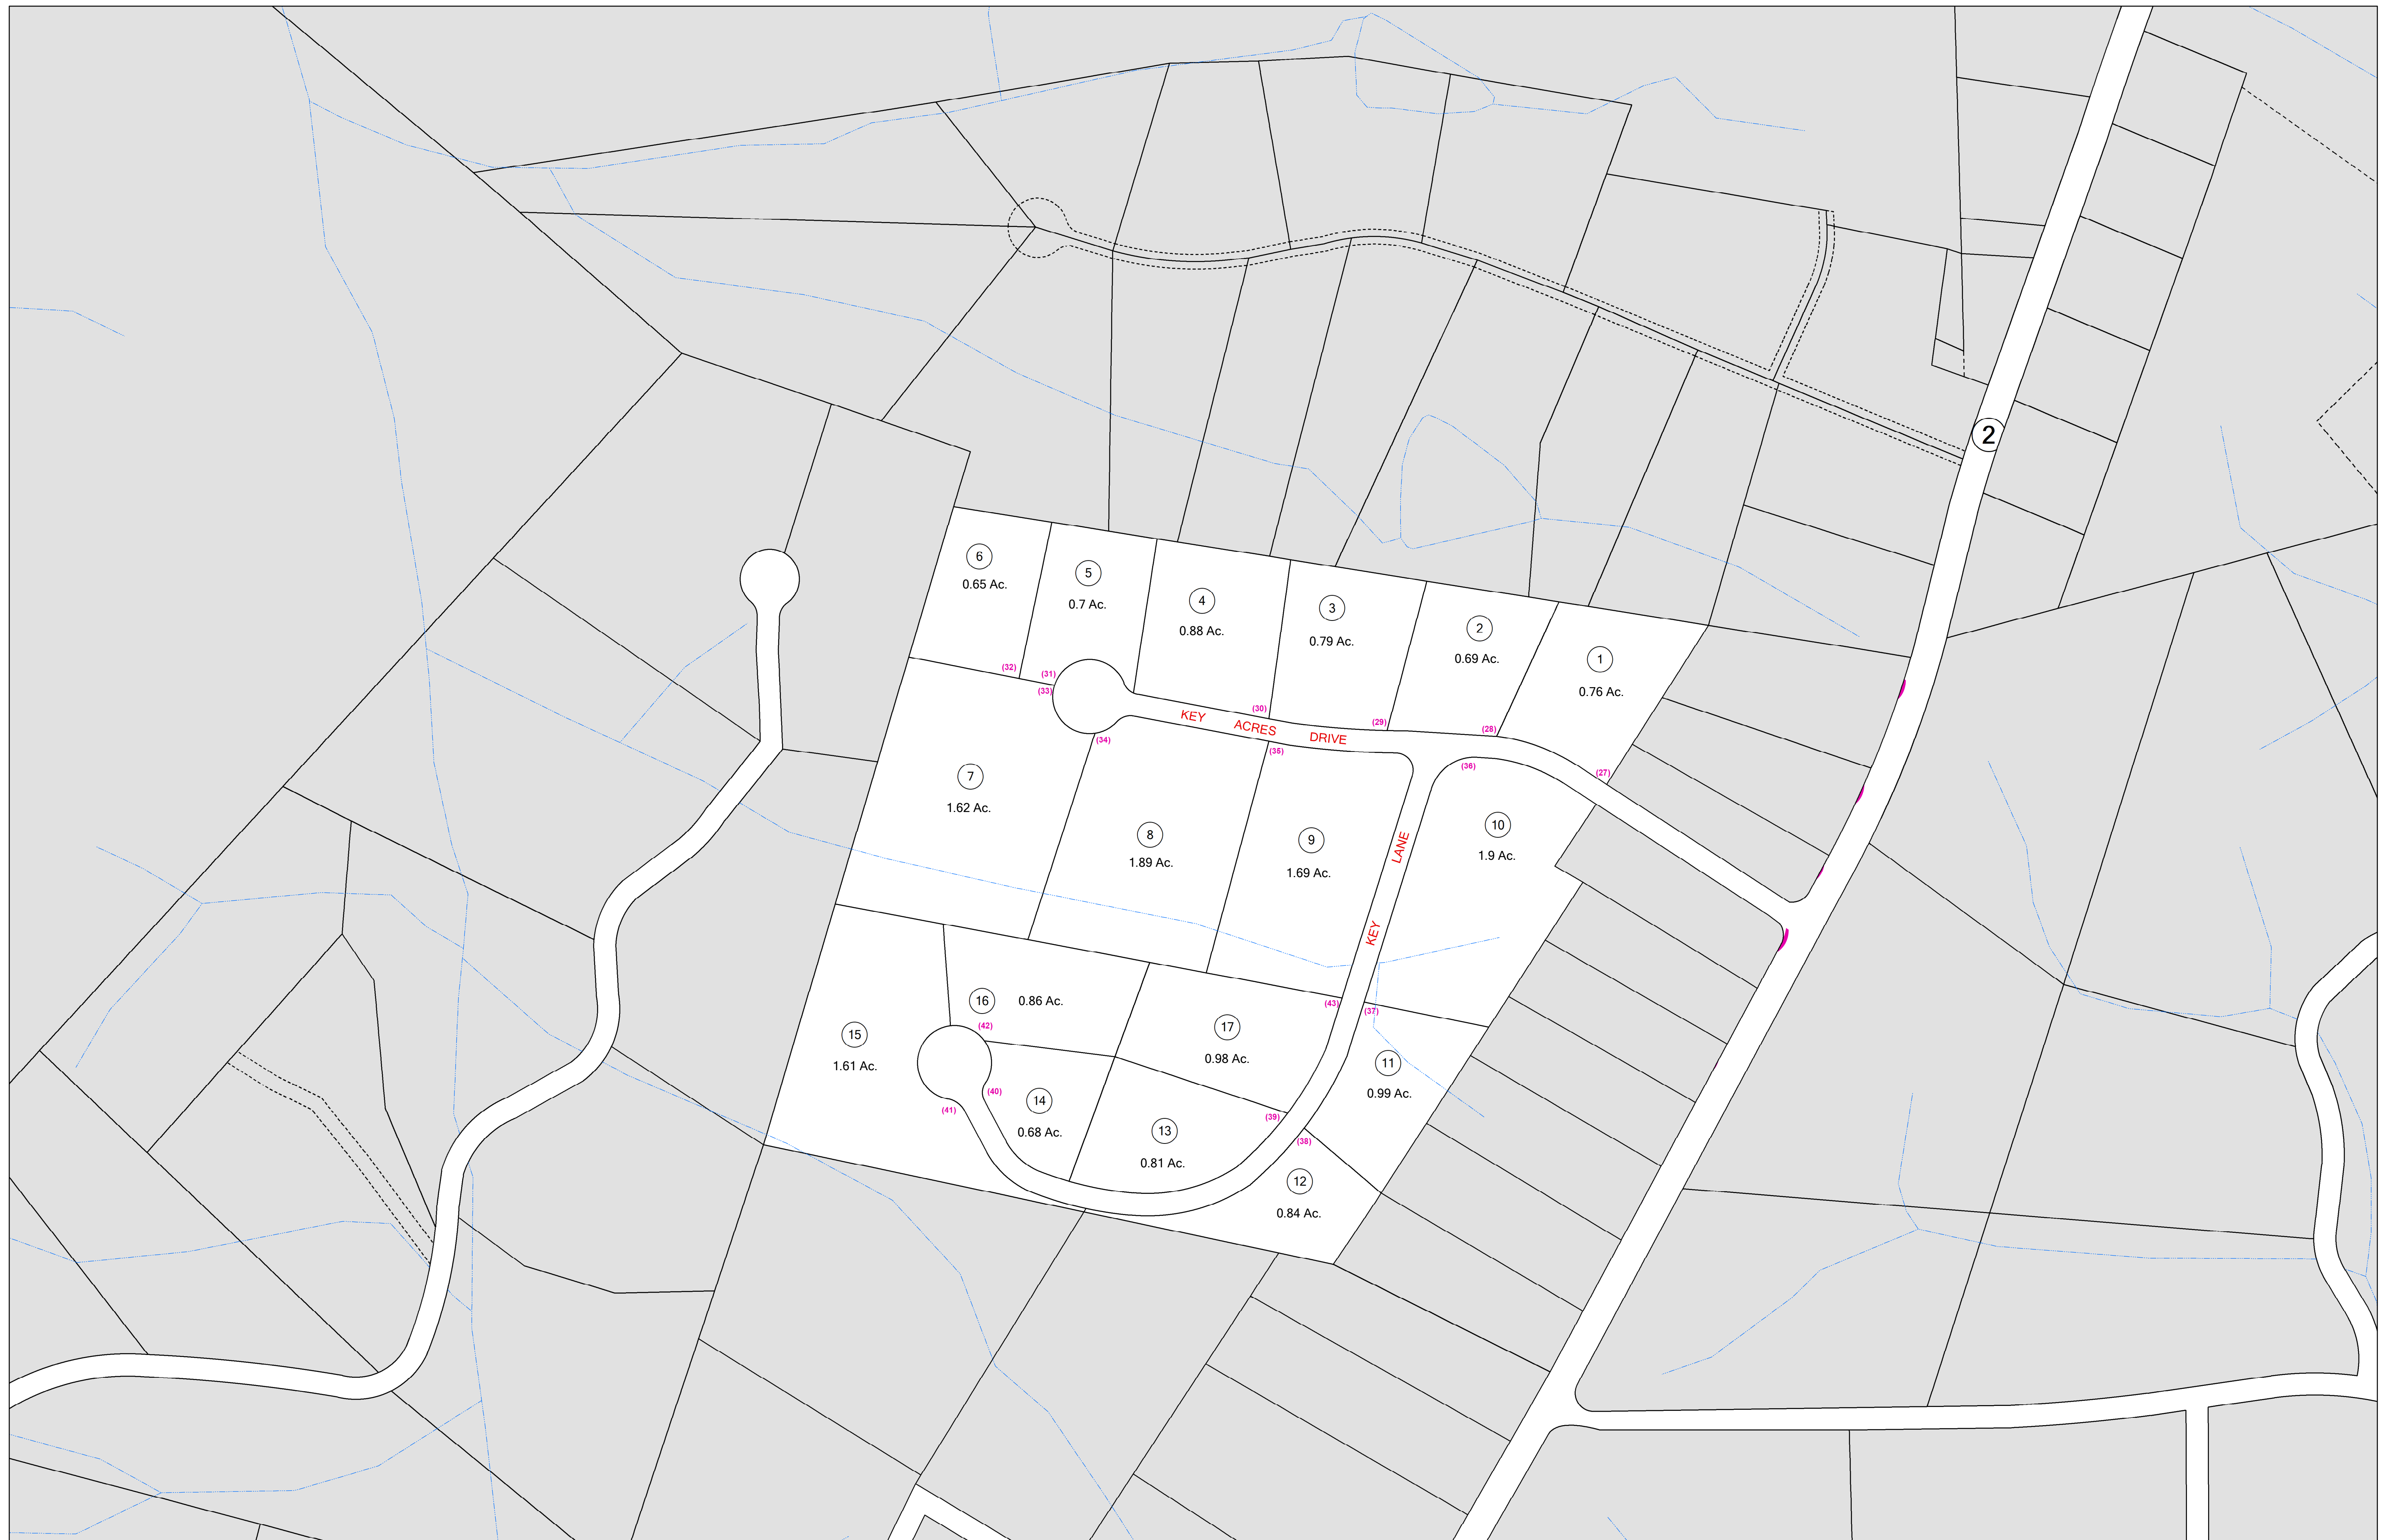 2
6
0.65 Ac.
5
0.7 Ac.
4
0.88 Ac.
3
0.79 Ac.
2
0.69 Ac.
1
0.76 Ac.
(32)
(31)
(33)
(30)
(29)
(28)
(27)
KEY ACRES DRIVE
(34)
(35)
(36)
7
1.62 Ac.
8
1.89 Ac.
9
1.69 Ac.
10
1.9 Ac.
KEY LANE
16
0.86 Ac.
(42)
(43)
(37)
15
1.61 Ac.
17
0.98 Ac.
11
0.99 Ac.
(40)
(41)
14
0.68 Ac.
13
0.81 Ac.
(39)
(38)
12
0.84 Ac.